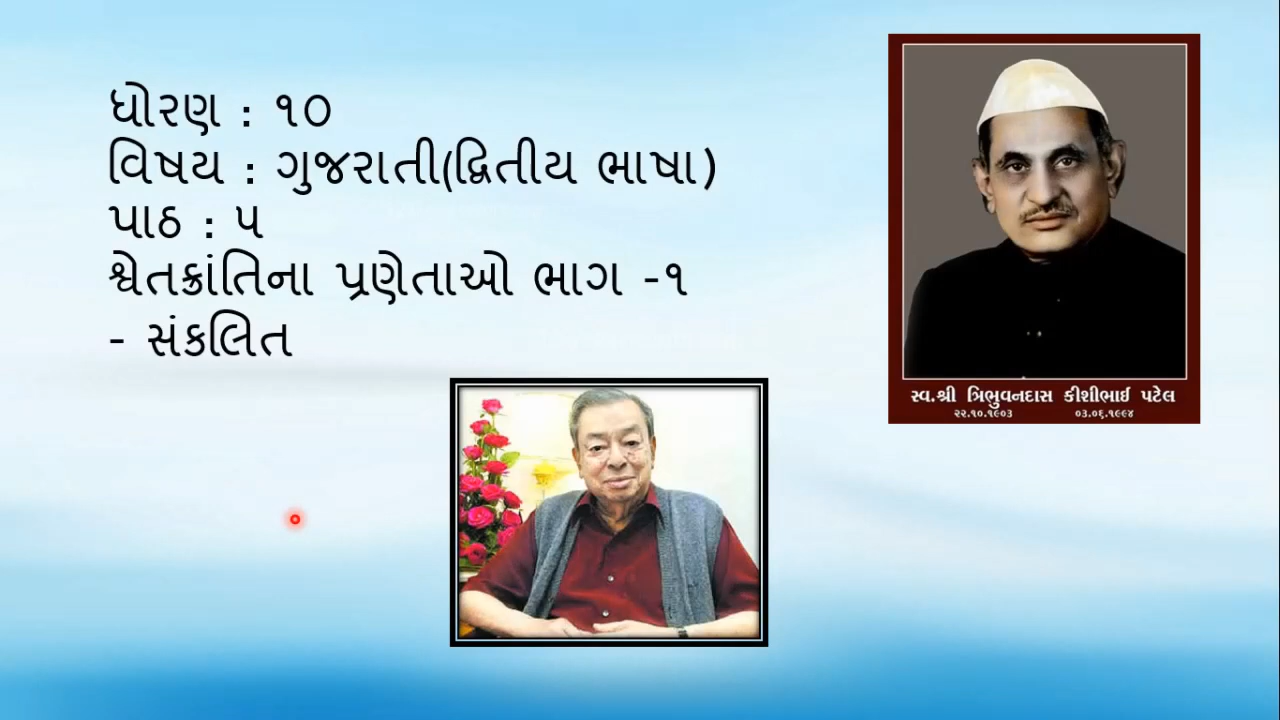 ધોરણ : ૧૦
વિષય : ગુજરાતી(દ્વિતીય ભાષા)
પાઠ : ૫
શ્વેતક્રાંતિના પ્રણેતાઓ ભાગ -૧
- સંકલિત
સ્વ.શ્રી ત્રિભુવનદાસ કીશીભાઈ પટેલ
૨૨.૧૦.૧૯૦૩ ૦૩.૦૬.૧૯૯૪